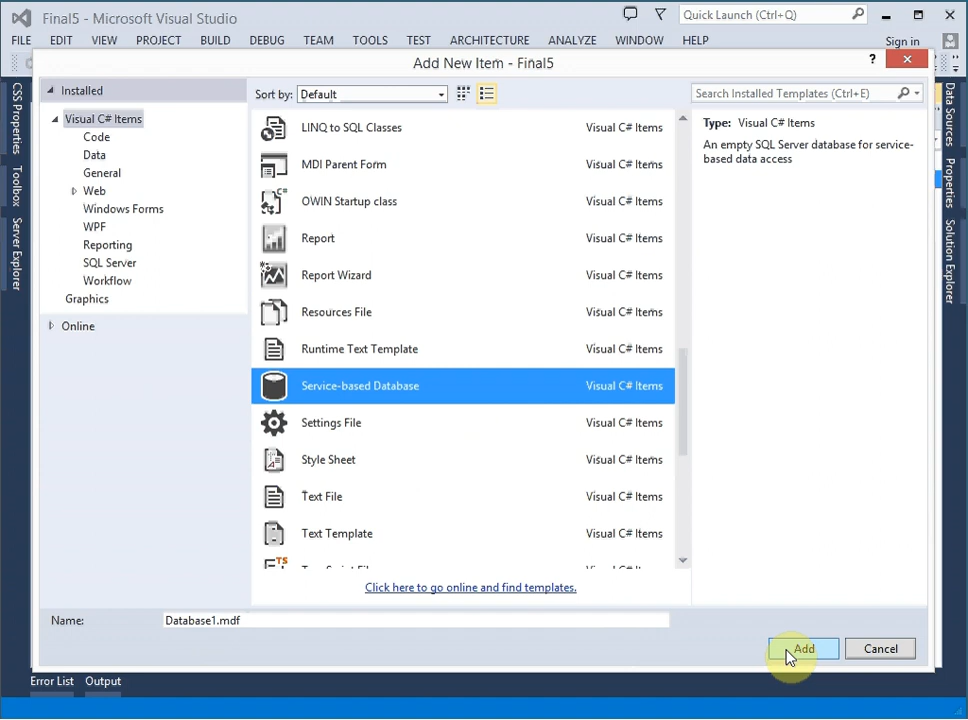 Final5 - Microsoft Visual Studio
Quick Launch (Ctrl+Q)
FILE EDIT VIEW PROJECT BUILD DEBUG TEAM TOOLS TEST ARCHITECTURE ANALYZE WINDOW HELP
Sign in
Add New Item - Final5
?
CSS Properties
Toolbox
Server Explorer
Installed
Visual C# Items
Code
Data
General
Web
Windows Forms
WPF
Reporting
SQL Server
Workflow
Graphics
Online
Sort by: Default
Search Installed Templates (Ctrl+E)
LINQ to SQL Classes Visual C# Items
MDI Parent Form Visual C# Items
OWIN Startup class Visual C# Items
Report Visual C# Items
Report Wizard Visual C# Items
Resources File Visual C# Items
Runtime Text Template Visual C# Items
Service-based Database Visual C# Items
Settings File Visual C# Items
Style Sheet Visual C# Items
Text File Visual C# Items
Text Template Visual C# Items
Click here to go online and find templates.
Type: Visual C# Items
An empty SQL Server database for service-
based data access
Data Sources
Properties
Solution Explorer
Name: Database1.mdf
Add Cancel
Error List Output